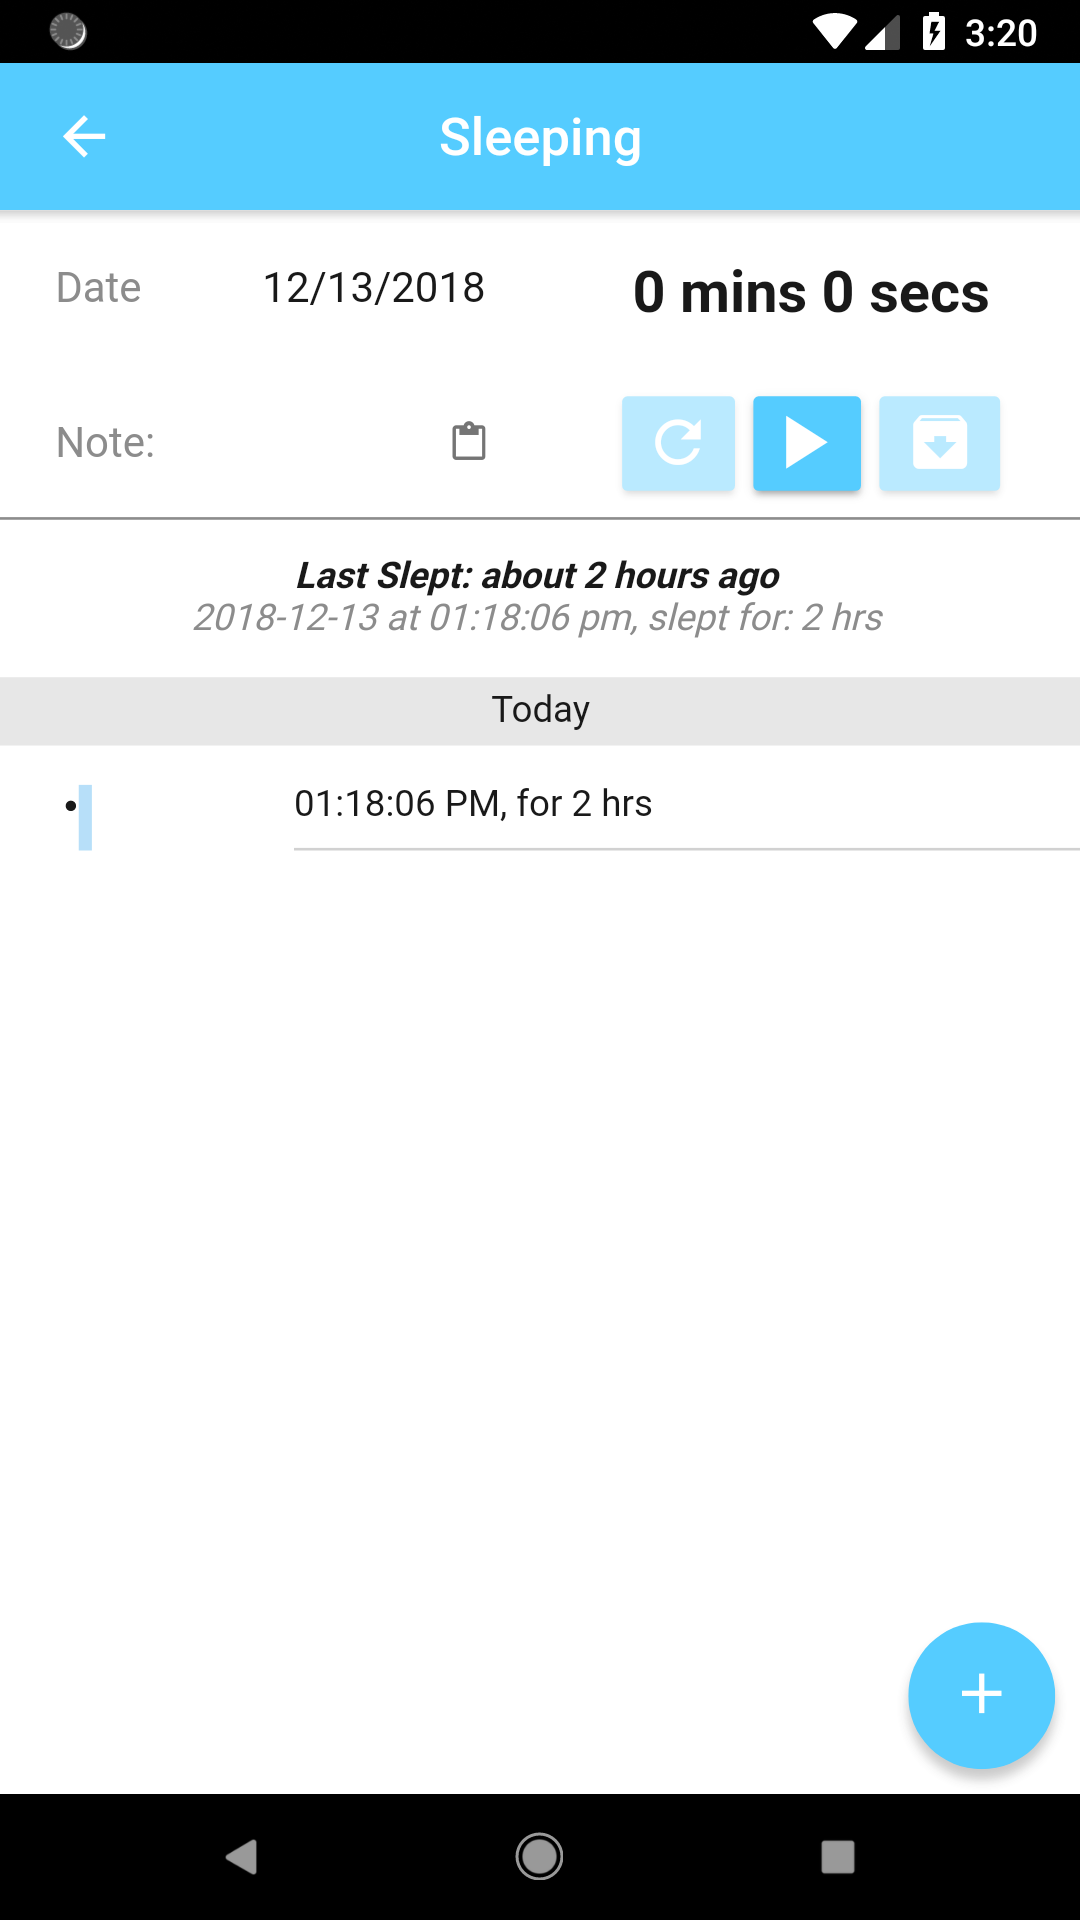 3:20
Sleeping
Date 12/13/2018 0 mins 0 secs
Note:
Last Slept: about 2 hours ago
2018-12-13 at 01:18:06 pm, slept for: 2 hrs
Today
01:18:06 PM, for 2 hrs